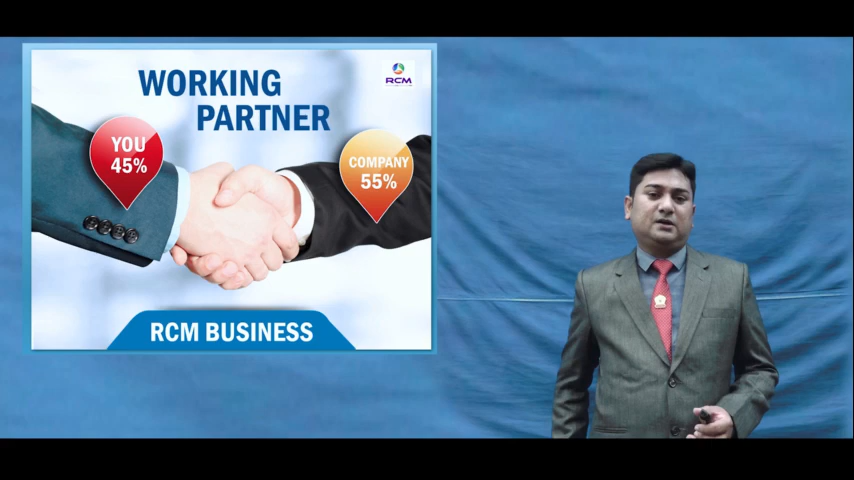 WORKING
PARTNER
RCM
YOU
45%
COMPANY
55%
RCM BUSINESS